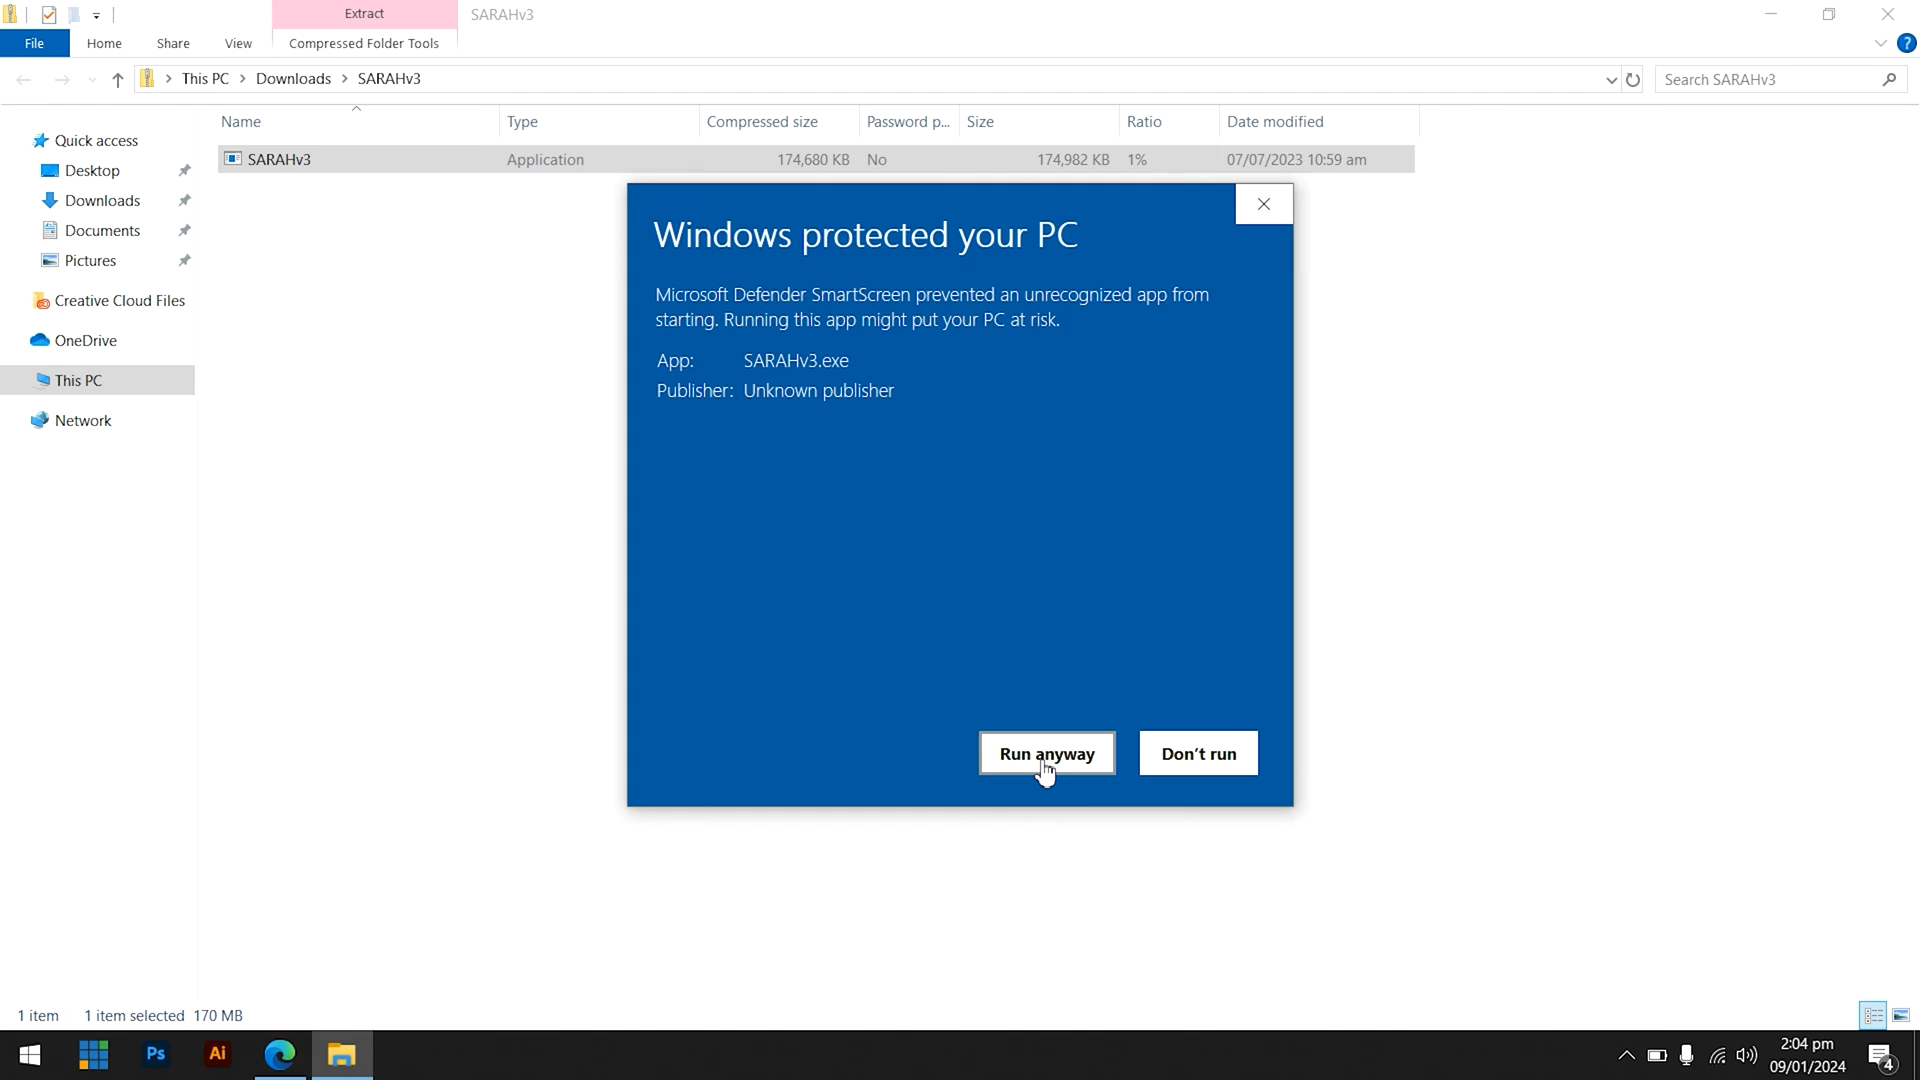 Extract
SARAHv3
File
Home
Share
View
Compressed Folder Tools
?
This PC
Downloads
SARAHv3
Search SARAHv3
Name
Type
Compressed size
Password p...
Size
Ratio
Date modified
SARAHv3
Application
174,680 KB
No
174,982 KB
1%
07/07/2023 10:59 am
Quick access
Desktop
Downloads
Documents
Pictures
Creative Cloud Files
OneDrive
This PC
Network
Windows protected your PC
Microsoft Defender SmartScreen prevented an unrecognized app from
starting. Running this app might put your PC at risk.
App: SARAHv3.exe
Publisher: Unknown publisher
Run anyway
Don't run
1 item
1 item selected 170 MB
Ps
Ai
2:04 pm
09/01/2024
4